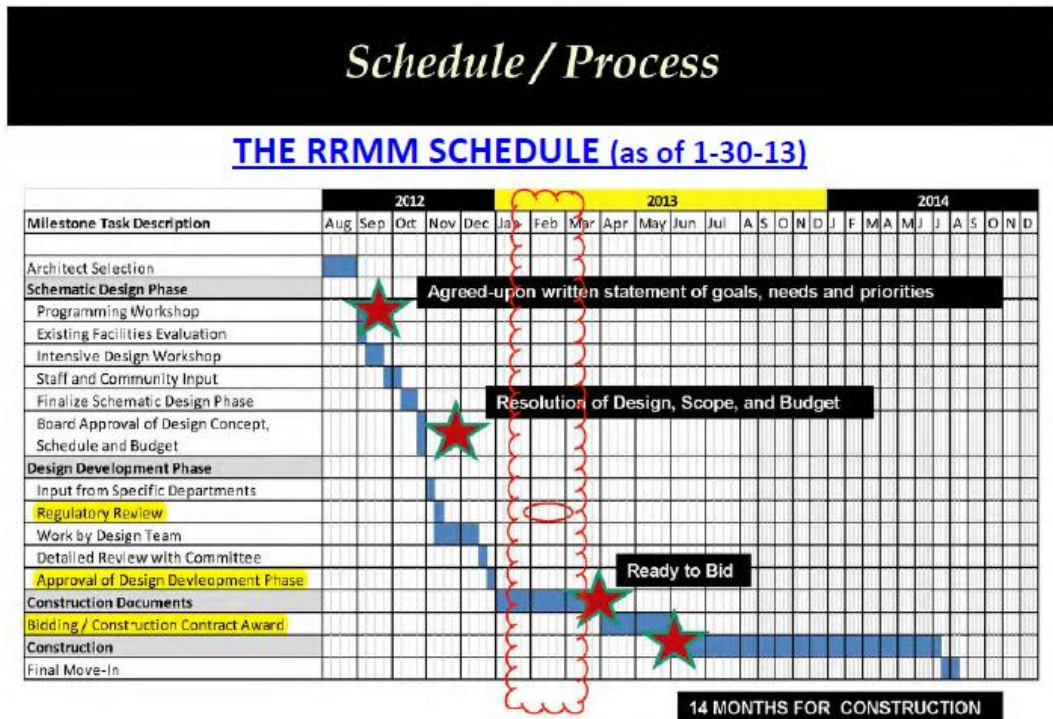 Schedule / Process
THE RRMM SCHEDULE (as of 1-30-13)
2012 2013 2014
Milestone Task Description Aug Sep Oct Nov Dec Jan Feb Mar Apr May Jun Jul A S O N D J F M A M J J A S O N D
Architect Selection
Schematic Design Phase Agreed-upon written statement of goals, needs and priorities
Programming Workshop
Existing Facilities Evaluation
Intensive Design Workshop
Staff and Community Input
Finalize Schematic Design Phase Resolution of Design, Scope, and Budget
Board Approval of Design Concept,
Schedule and Budget
Design Development Phase
Input from Specific Departments
Regulatory Review
Work by Design Team
Detailed Review with Committee
Approval of Design Devleopment Phase Ready to Bid
Construction Documents
Bidding / Construction Contract Award
Construction
Final Move-In
14 MONTHS FOR CONSTRUCTION